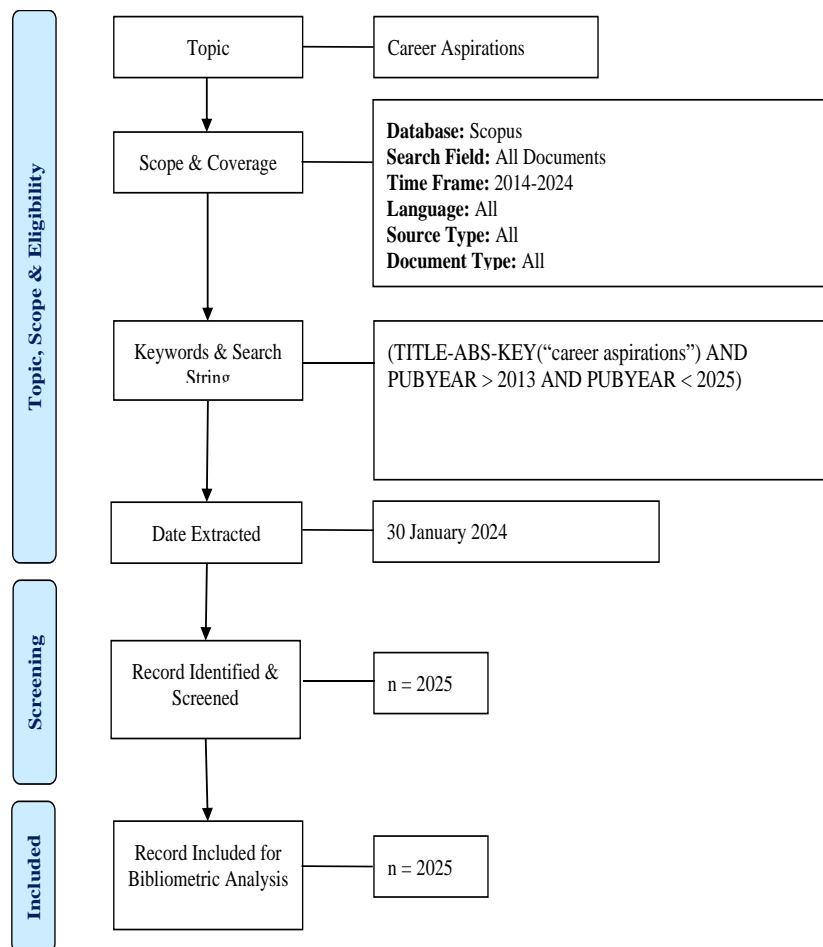 Topic, Scope & Eligibility
Topic
Career Aspirations
Scope & Coverage
Database: Scopus
Search Field: All Documents
Time Frame: 2014-2024
Language: All
Source Type: All
Document Type: All
Keywords & Search
String
(TITLE-ABS-KEY(“career aspirations”) AND
PUBYEAR > 2013 AND PUBYEAR < 2025)
Date Extracted
30 January 2024
Screening
Record Identified &
Screened
n = 2025
Included
Record Included for
Bibliometric Analysis
n = 2025